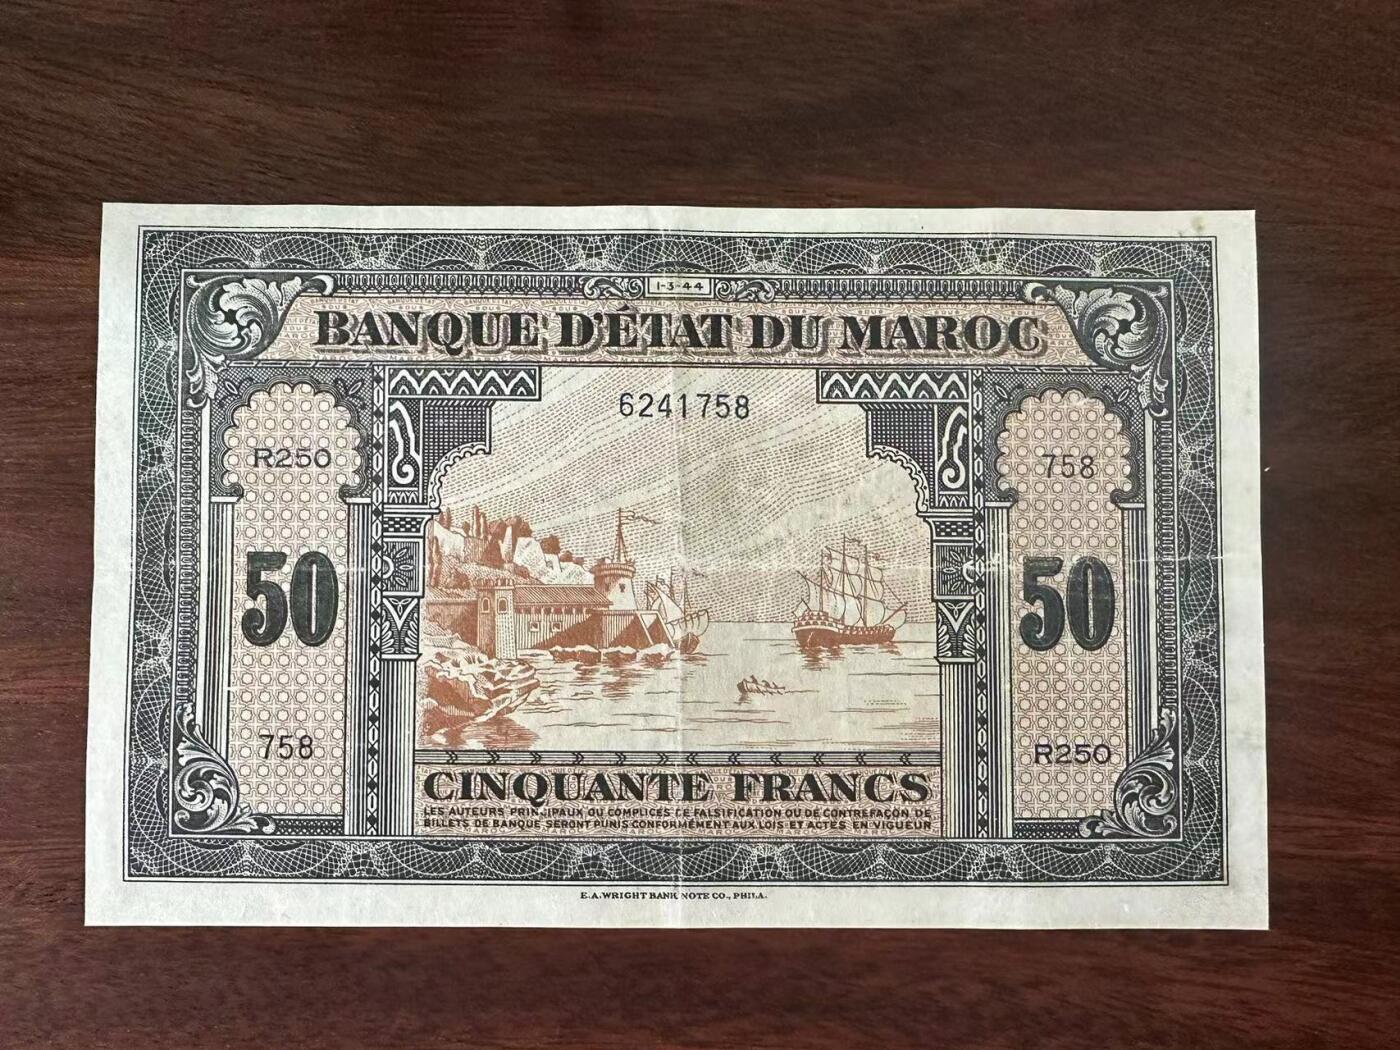 1-3-44
BANQUE D'ÉTAT DU MAROC
6241758
R250
758
50
50
758
R250
CINQUANTE FRANCS
LES AUTEURS PRINCIPAUX OU COMPLICES DE FALSIFICATION OU DE CONTREFAÇON DE
BILLETS DE BANQUE SERONT PUNIS CONFORMÉMENT AUX LOIS ET ACTES EN VIGUEUR
E.A. WRIGHT BANK NOTE CO., PHILA.